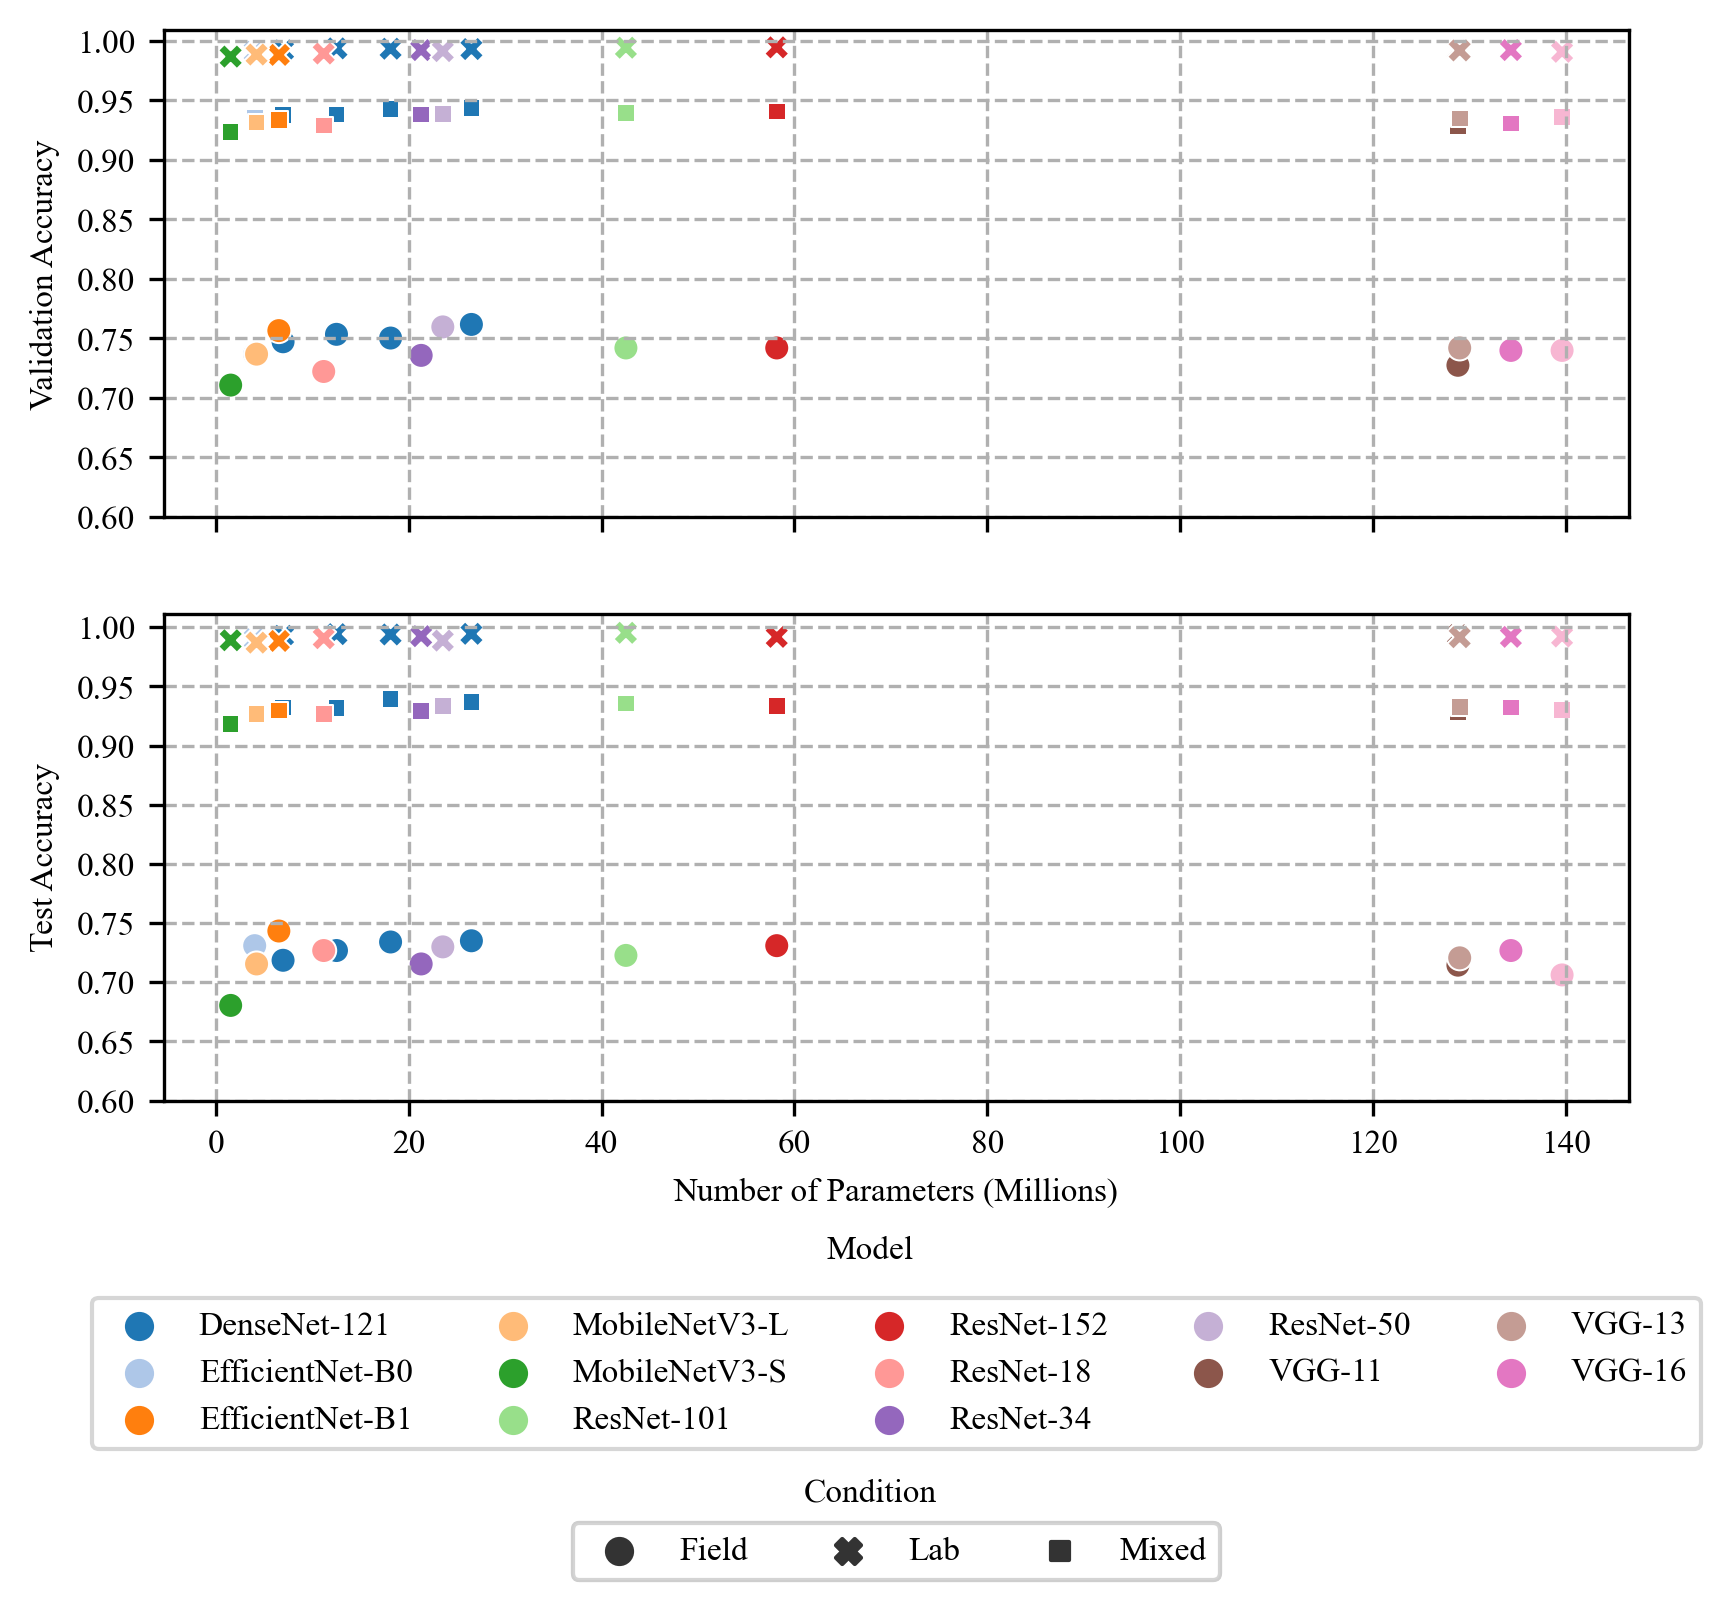 1.00
0.95
0.90
0.85
0.80
0.75
0.70
0.65
0.60
Validation Accuracy
1.00
0.95
0.90
0.85
0.80
0.75
0.70
0.65
0.60
Test Accuracy
0 20 40 60 80 100 120 140
Number of Parameters (Millions)
Model
DenseNet-121 MobileNetV3-L ResNet-152 ResNet-50 VGG-13
EfficientNet-B0 MobileNetV3-S ResNet-18 VGG-11 VGG-16
EfficientNet-B1 ResNet-101 ResNet-34
Condition
Field Lab Mixed